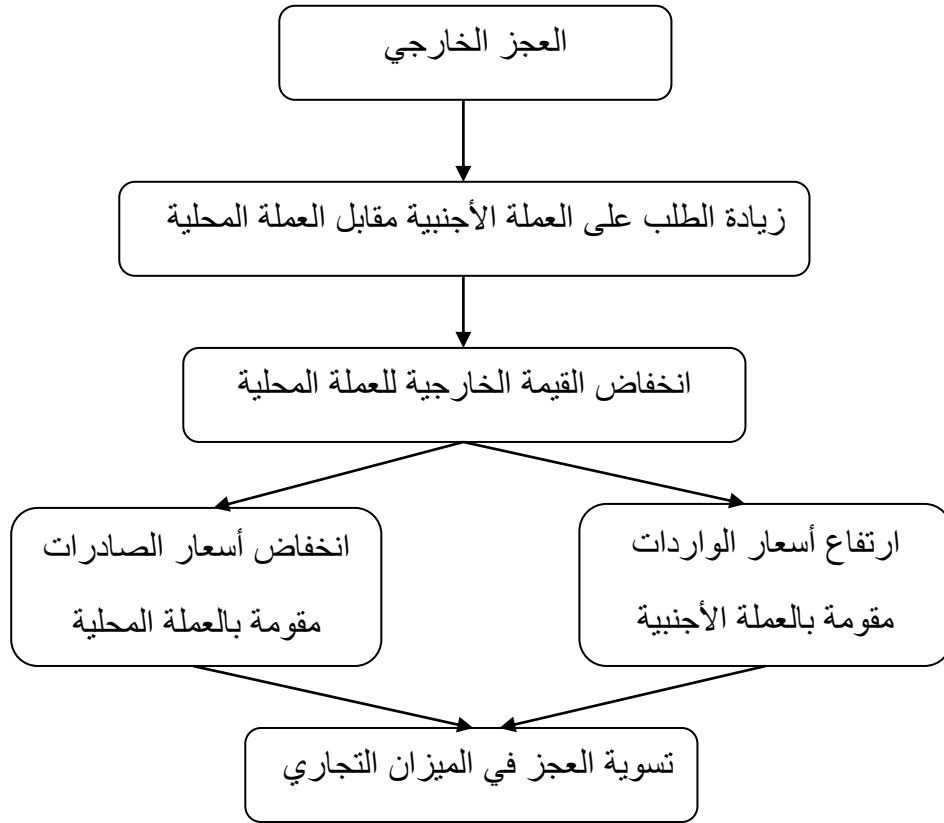 العجز الخارجي
زيادة الطلب على العملة الأجنبية مقابل العملة المحلية
انخفاض القيمة الخارجية للعملة المحلية
ارتفاع أسعار الواردات
مقومة بالعملة الأجنبية
انخفاض أسعار الصادرات
مقومة بالعملة المحلية
تسوية العجز في الميزان التجاري